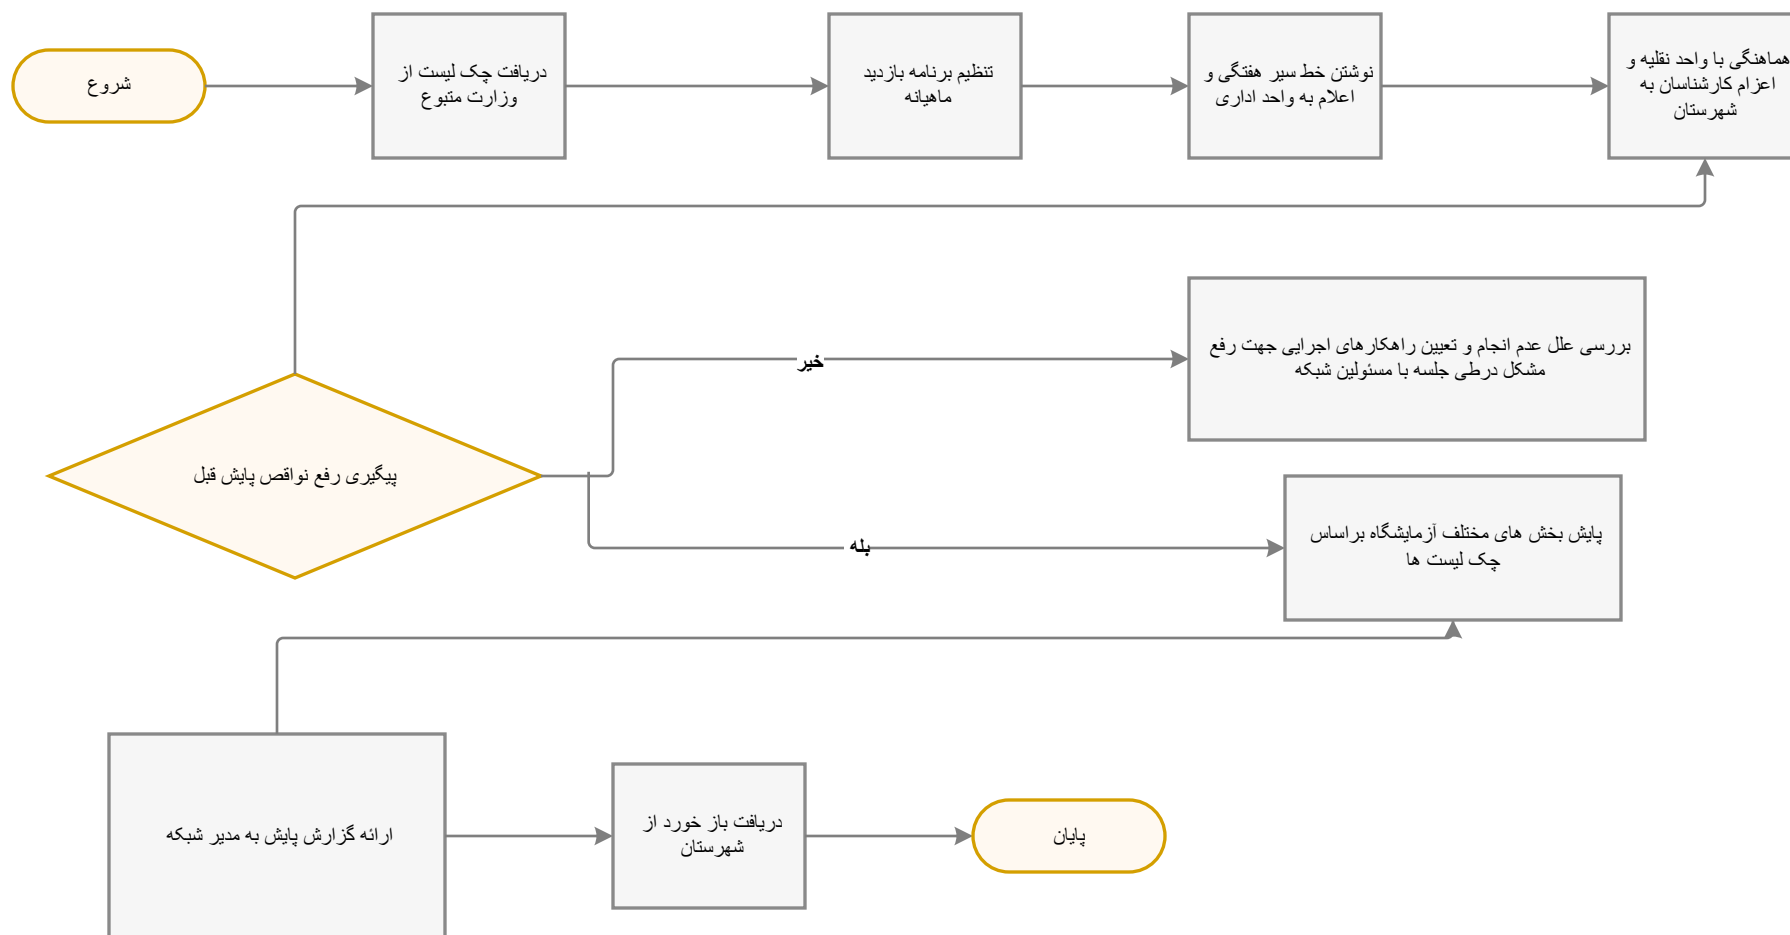 شروع
دریافت چک لیست از
وزارت متبوع
تنظیم برنامه بازدید
ماهیانه
نوشتن خط سیر هفتگی و
اعلام به واحد اداری
هماهنگی با واحد نقلیه و
اعزام کارشناسان به
شهرستان
خیر
بررسی علل عدم انجام و تعیین راهکارهای اجرایی جهت رفع
مشکل درطی جلسه با مسئولین شبکه
پیگیری رفع نواقص پایش قبل
بله
پایش بخش های مختلف آزمایشگاه براساس
چک لیست ها
ارائه گزارش پایش به مدیر شبکه
دریافت باز خورد از
شهرستان
پایان